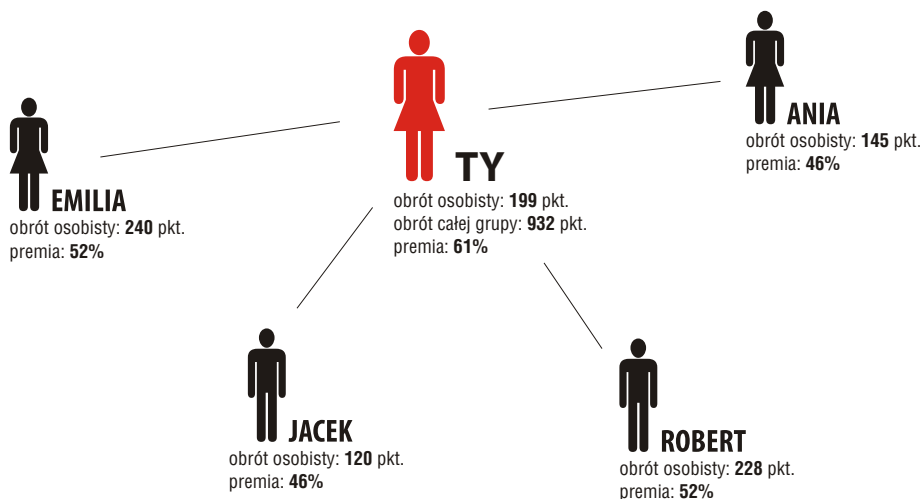 TY
obrót osobisty: 199 pkt.
obrót całej grupy: 932 pkt.
premia: 61%
ANIA
obrót osobisty: 145 pkt.
premia: 46%
EMILIA
obrót osobisty: 240 pkt.
premia: 52%
JACEK
obrót osobisty: 120 pkt.
premia: 46%
ROBERT
obrót osobisty: 228 pkt.
premia: 52%